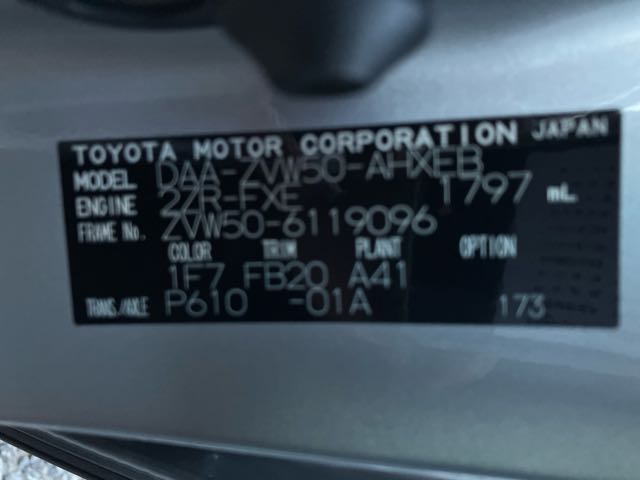 TOYOTA MOTOR CORPORATION JAPAN
MODEL DAA-ZVW50-AHXEB
ENGINE 2ZR-FXE 1797 mL
FRAME No. ZVW50-6119096
COLOR TRIM PLANT OPTION
1F7 FB20 A41
TRANS./AXLE P610 -01A 173